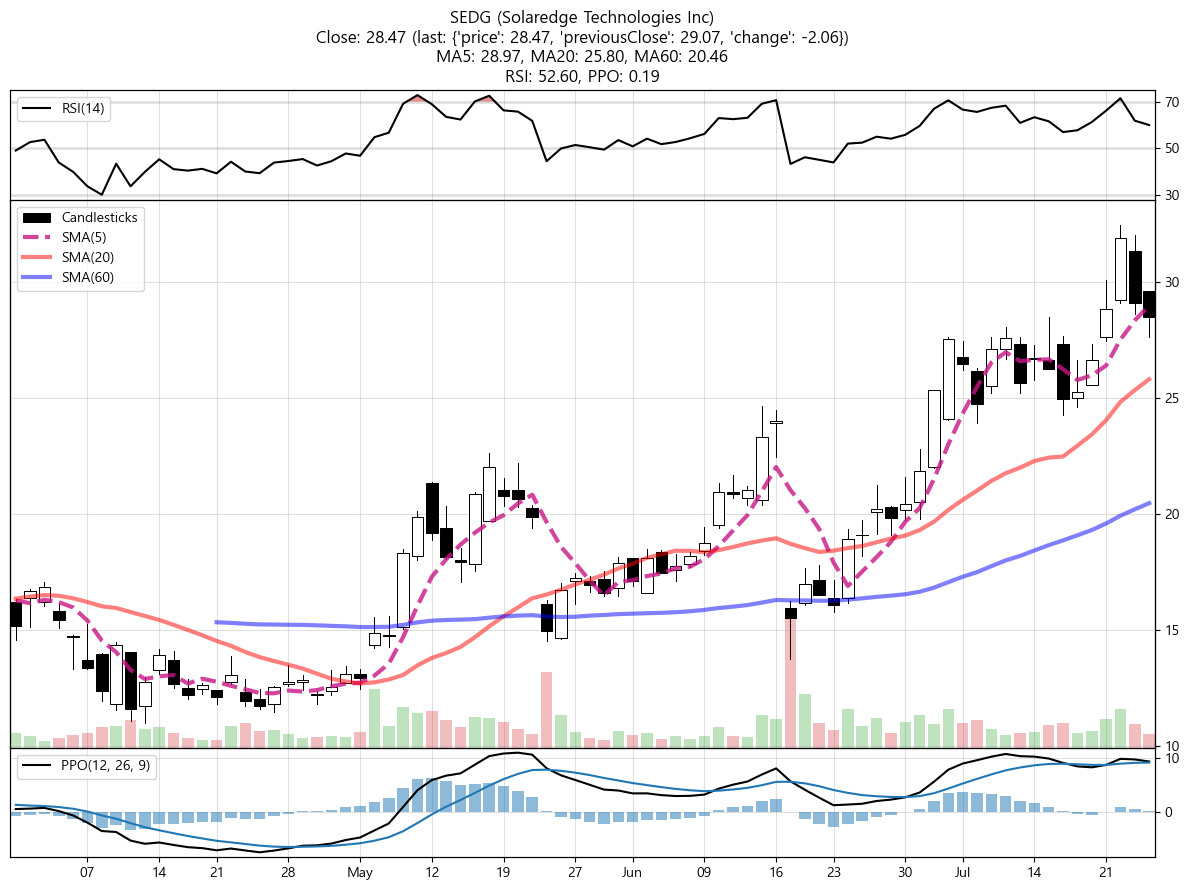 SEDG (Solaredge Technologies Inc)
Close: 28.47 (last: {'price': 28.47, 'previousClose': 29.07, 'change': -2.06})
MA5: 28.97, MA20: 25.80, MA60: 20.46
RSI: 52.60, PPO: 0.19
RSI(14)
70
50
30
Candlesticks
SMA(5)
SMA(20)
SMA(60)
30
25
20
15
10
PPO(12, 26, 9)
10
0
07 14 21 28 May 12 19 27 Jun 09 16 23 30 Jul 14 21